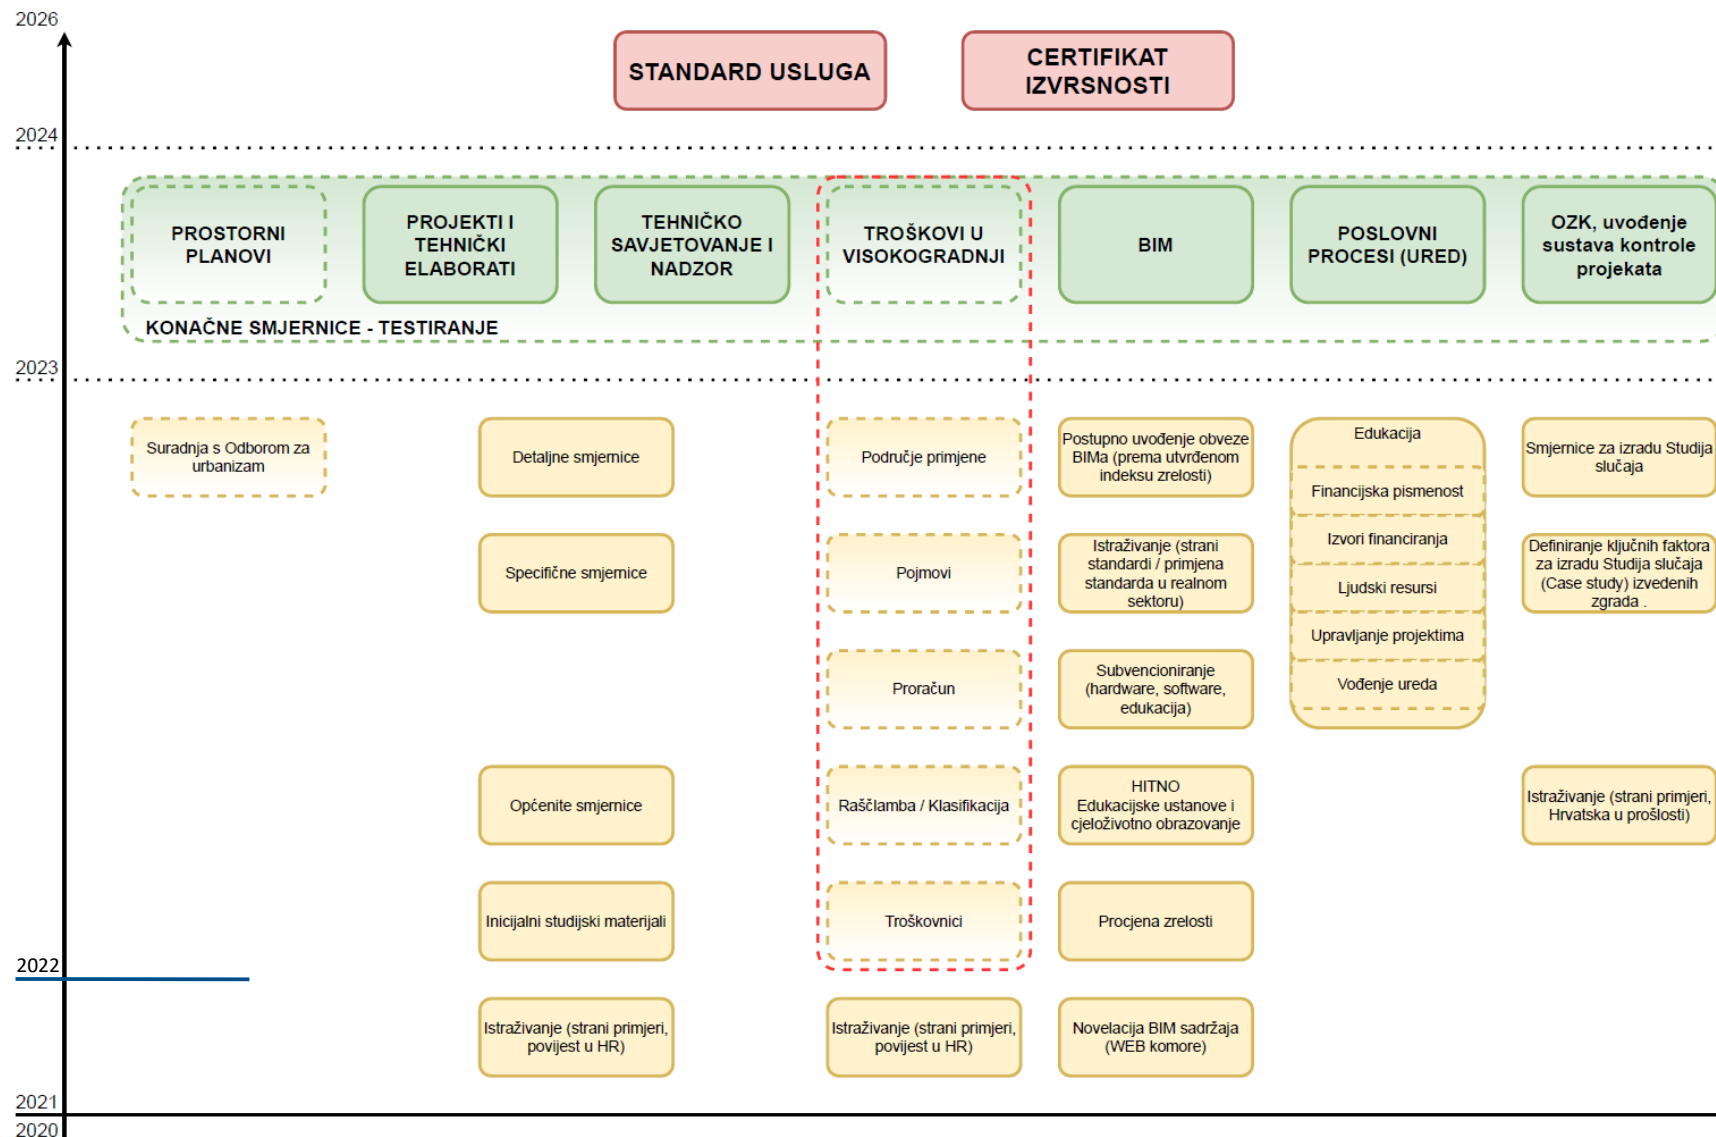 2026
STANDARD USLUGA
CERTIFIKAT
IZVRSNOSTI
2024
PROSTORNI
PLANOVI
PROJEKTI I
TEHNIČKI
ELABORATI
TEHNIČKO
SAVJETOVANJE I
NADZOR
TROŠKOVI U
VISOKOGRADNJI
BIM
POSLOVNI
PROCESI (URED)
OZK, uvođenje
sustava kontrole
projekata
KONAČNE SMJERNICE - TESTIRANJE
2023
Suradnja s Odborom za
urbanizam
Detaljne smjernice
Područje primjene
Postupno uvođenje obveze
BIMa (prema utvrđenom
indeksu zrelosti)
Edukacija
Financijska pismenost
Izvori financiranja
Ljudski resursi
Upravljanje projektima
Vođenje ureda
Smjernice za izradu Studija
slučaja
Specifične smjernice
Pojmovi
Istraživanje (strani
standardi / primjena
standarda u realnom
sektoru)
Definiranje ključnih faktora
za izradu Studija slučaja
(Case study) izvedenih
zgrada .
Proračun
Subvencioniranje
(hardware, software,
edukacija)
Općenite smjernice
Raščlamba / Klasifikacija
HITNO
Edukacijske ustanove i
cjeloživotno obrazovanje
Istraživanje (strani primjeri,
Hrvatska u prošlosti)
Inicijalni studijski materijali
Troškovnici
Procjena zrelosti
2022
Istraživanje (strani primjeri,
povijest u HR)
Istraživanje (strani primjeri,
povijest u HR)
Novelacija BIM sadržaja
(WEB komore)
2021
2020